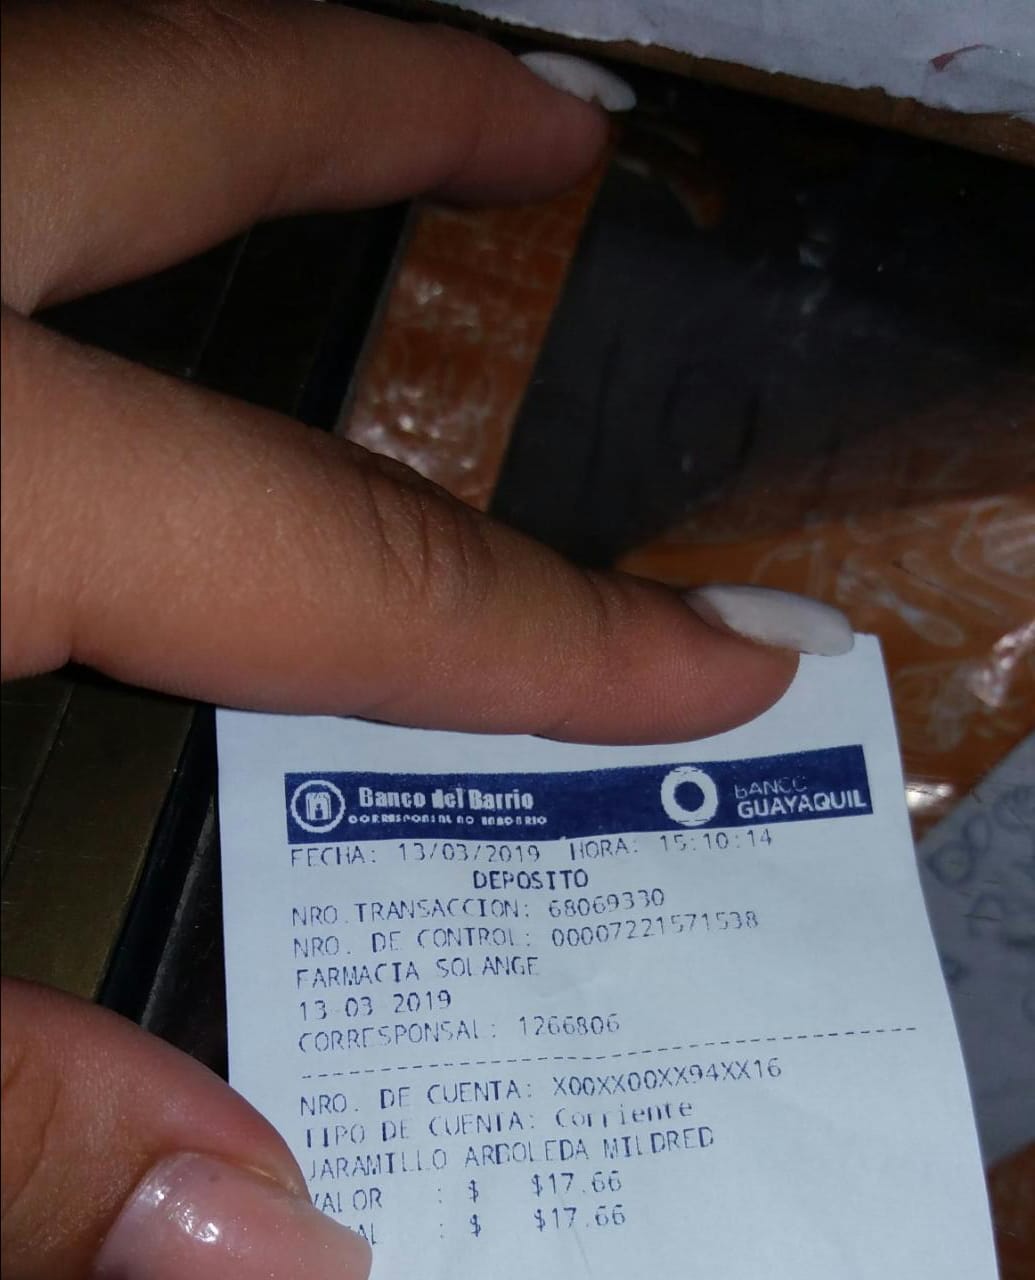 Banco del Barrio
CORRESPONSAL NO BANCARIO
BANCO
GUAYAQUIL
FECHA: 13/03/2019 HORA: 15:10:14
DEPOSITO
NRO.TRANSACCION: 68069330
NRO. DE CONTROL: 00007221571538
FARMACIA SOLANGE
13-03 2019
CORRESPONSAL: 1266806
NRO. DE CUENTA: X00XX00XX94XX16
TIPO DE CUENTA: Corriente
JARAMILLO ARBOLEDA MILDRED
VALOR : $ $17.66
AL : $ $17.66